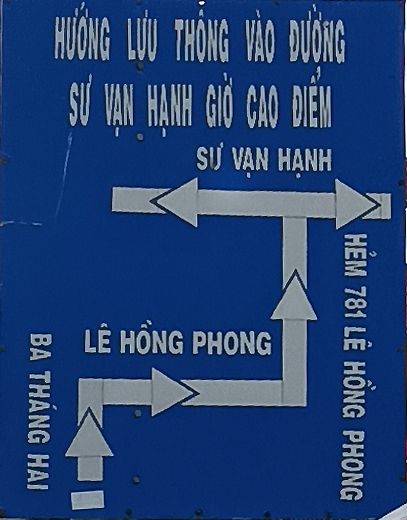 HƯỚNG LƯU THÔNG VÀO ĐƯỜNG
SƯ VẠN HẠNH GIỜ CAO ĐIỂM
SƯ VẠN HẠNH
HẺM 781 LÊ HỒNG PHONG
LÊ HỒNG PHONG
BA THÁNG HAI